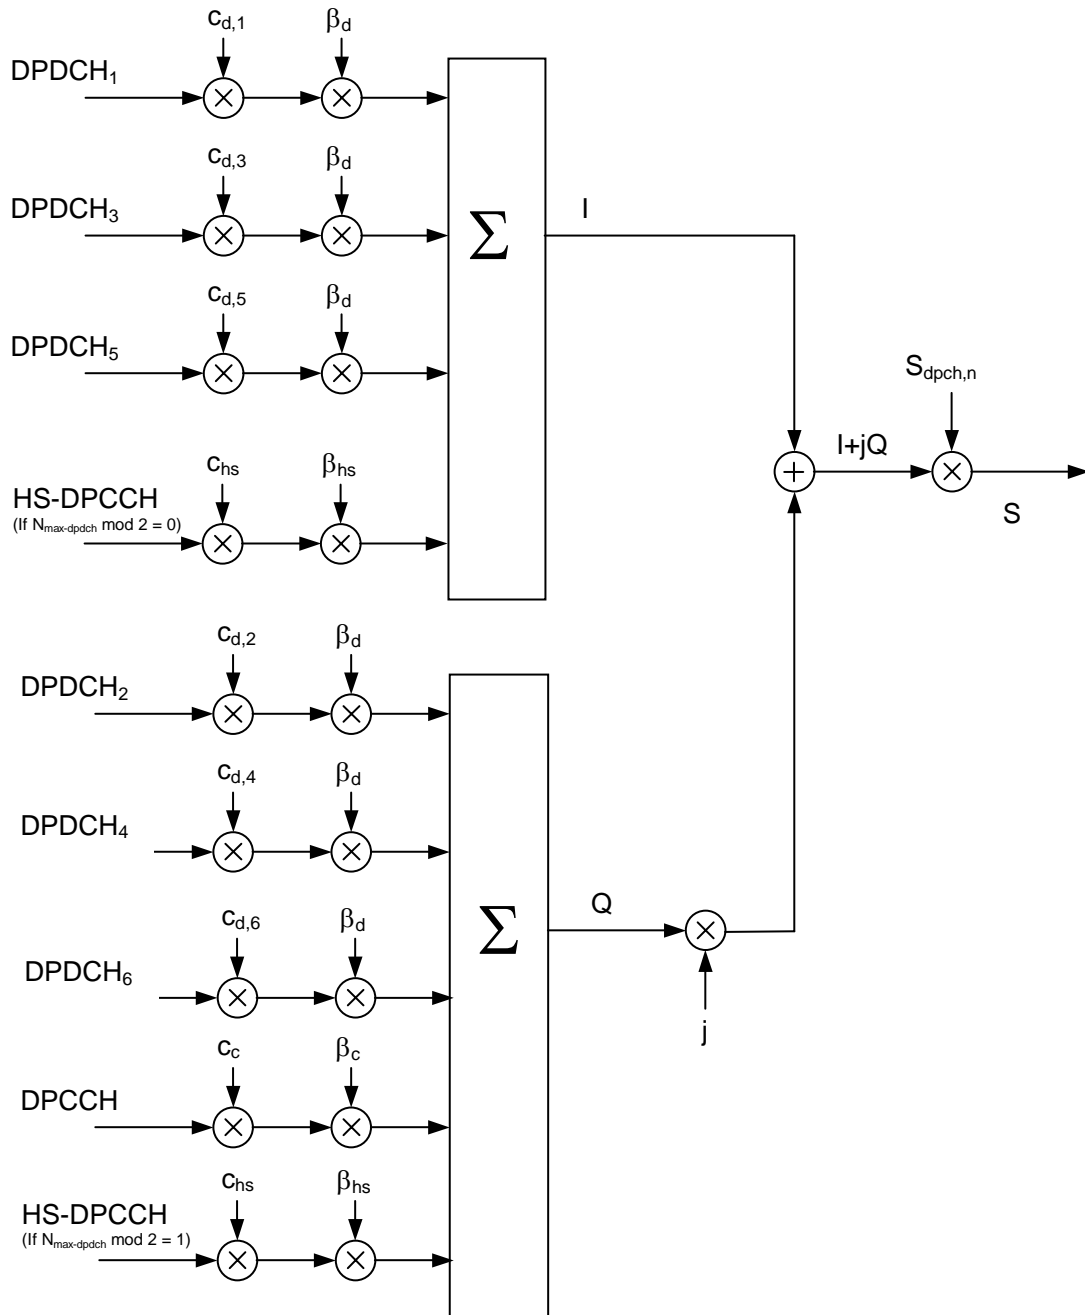 c_d,1 β_d
DPDCH_1
c_d,3 β_d
DPDCH_3
Σ
I
c_d,5 β_d
DPDCH_5
S_dpch,n
c_hs β_hs
I+jQ
HS-DPCCH
(If N_max-dpdch mod 2 = 0)
S
c_d,2 β_d
DPDCH_2
c_d,4 β_d
DPDCH_4
c_d,6 β_d
Σ
Q
DPDCH_6
j
c_c β_c
DPCCH
c_hs β_hs
HS-DPCCH
(If N_max-dpdch mod 2 = 1)